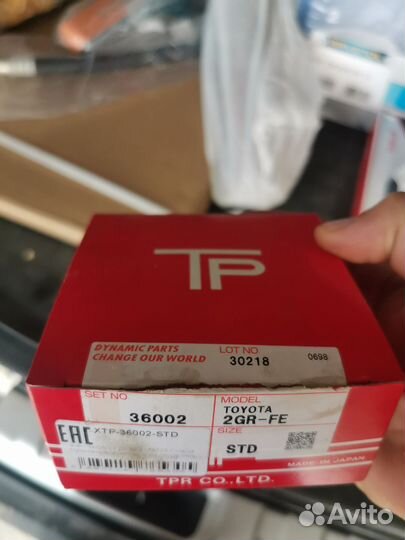 TP
DYNAMIC PARTS
CHANGE OUR WORLD
LOT NO
30218
0698
SET NO
36002
MODEL
TOYOTA
2GR-FE
EAC
XTP-36002-STD
SIZE
STD
MADE IN JAPAN
TPR CO., LTD.
Avito